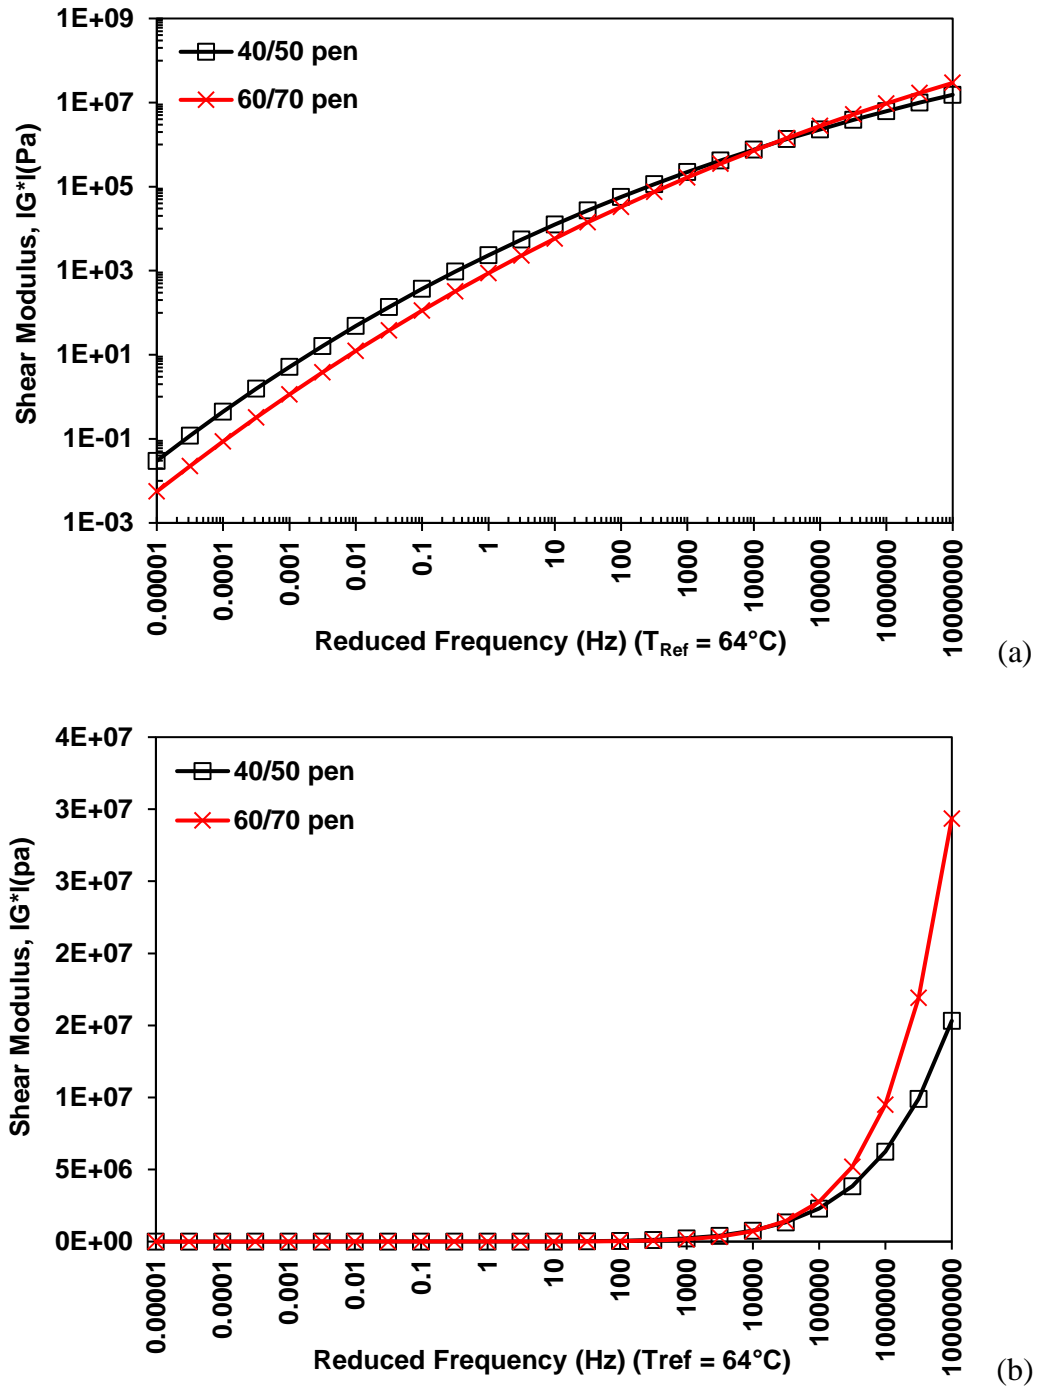 1E+09
1E+07
1E+05
1E+03
1E+01
1E-01
1E-03
Shear Modulus, IG*I(Pa)
40/50 pen
60/70 pen
0.00001
0.0001
0.001
0.01
0.1
1
10
100
1000
10000
100000
1000000
10000000
Reduced Frequency (Hz) (TRef = 64°C)
(a)
4E+07
3E+07
3E+07
2E+07
2E+07
1E+07
5E+06
0E+00
Shear Modulus, IG*I(pa)
40/50 pen
60/70 pen
0.00001
0.0001
0.001
0.01
0.1
1
10
100
1000
10000
100000
1000000
10000000
Reduced Frequency (Hz) (Tref = 64°C
(b)